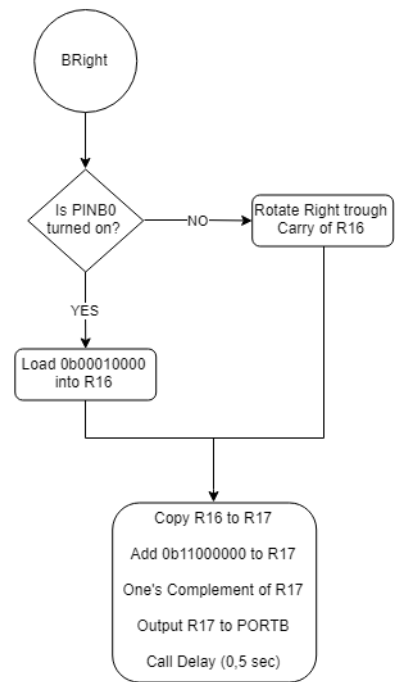 BRight
Is PINB0
turned on?
NO
Rotate Right trough
Carry of R16
YES
Load 0b00010000
into R16
Copy R16 to R17
Add 0b11000000 to R17
One's Complement of R17
Output R17 to PORTB
Call Delay (0,5 sec)